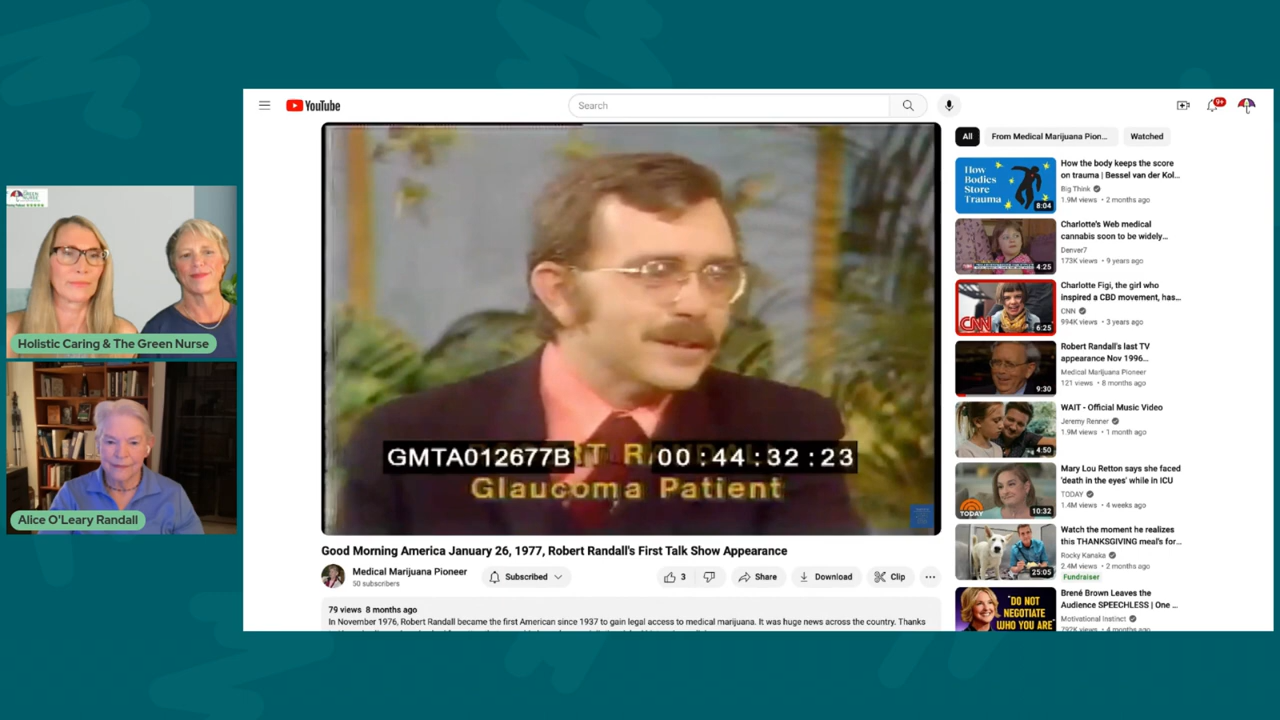 YouTube
Search
9+
GREEN NURSE
Holistic Caring & The Green Nurse
Alice O'Leary Randall
GMTA012677B
00:44:32:23
Glaucoma Patient
Good Morning America January 26, 1977, Robert Randall's First Talk Show Appearance
Medical Marijuana Pioneer
50 subscribers
Subscribed
3
Share
Download
Clip
79 views 8 months ago
In November 1976, Robert Randall became the first American since 1937 to gain legal access to medical marijuana. It was huge news across the country. Thanks
All
From Medical Marijuana Pion...
Watched
How Bodies Store Trauma
8:04
How the body keeps the score
on trauma | Bessel van der Kol...
Big Think
1.9M views • 2 months ago
4:25
Charlotte's Web medical
cannabis soon to be widely...
Denver7
173K views • 9 years ago
CNN
6:25
Charlotte Figi, the girl who
inspired a CBD movement, has...
CNN
994K views • 3 years ago
9:30
Robert Randall's last TV
appearance Nov 1996...
Medical Marijuana Pioneer
121 views • 8 months ago
4:50
WAIT - Official Music Video
Jeremy Renner
1.9M views • 1 month ago
TODAY
10:32
Mary Lou Retton says she faced
'death in the eyes' while in ICU
TODAY
1.4M views • 4 weeks ago
25:05
Watch the moment he realizes
this THANKSGIVING meal's for...
Rocky Kanaka
2.4M views • 2 months ago
Fundraiser
"DO NOT
NEGOTIATE
WHO YOU ARE
Brené Brown Leaves the
Audience SPEECHLESS | One ...
Motivational Instinct
792K views • 4 months ago